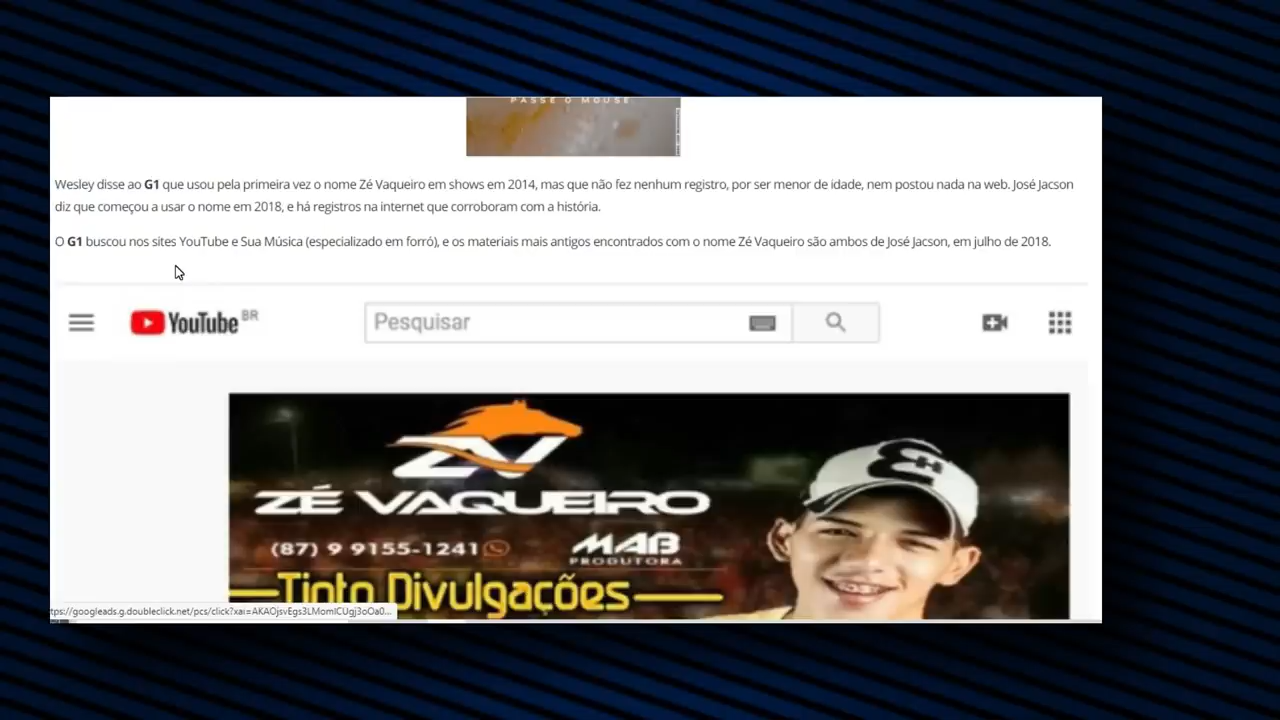 PASSE O MOUSE.
Wesley disse ao G1 que usou pela primeira vez o nome Zé Vaqueiro em shows em 2014, mas que não fez nenhum registro, por ser menor de idade, nem postou nada na web. José Jacson
diz que começou a usar o nome em 2018, e há registros na internet que corroboram com a história.
O G1 buscou nos sites YouTube e Sua Música (especializado em forró), e os materiais mais antigos encontrados com o nome Zé Vaqueiro são ambos de José Jacson, em julho de 2018.
YouTube BR
Pesquisar
ZV
ZÉ VAQUEIRO
(87) 9 9155-1241
MAB
PRODUTORA
Tinto Divulgações